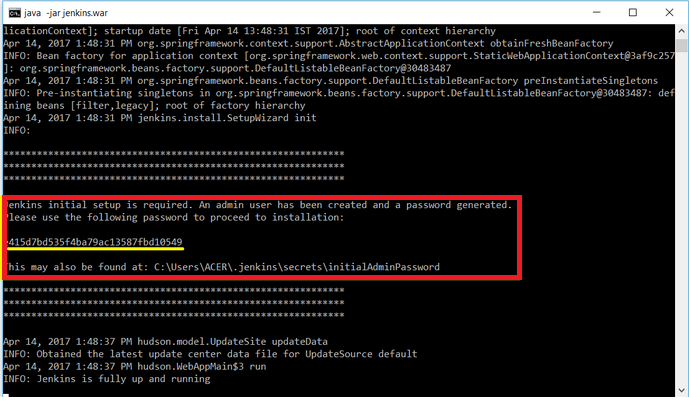 java -jar jenkins.war
licationContext]; startup date [Fri Apr 14 13:48:31 IST 2017]; root of context hierarchy
Apr 14, 2017 1:48:31 PM org.springframework.context.support.AbstractApplicationContext obtainFreshBeanFactory
INFO: Bean factory for application context [org.springframework.web.context.support.StaticWebApplicationContext@3af9c257
]: org.springframework.beans.factory.support.DefaultListableBeanFactory@30483487
Apr 14, 2017 1:48:31 PM org.springframework.beans.factory.support.DefaultListableBeanFactory preInstantiateSingletons
INFO: Pre-instantiating singletons in org.springframework.beans.factory.support.DefaultListableBeanFactory@30483487: def
ining beans [filter,legacy]; root of factory hierarchy
Apr 14, 2017 1:48:31 PM jenkins.install.SetupWizard init
INFO:
*************************************************************
*************************************************************
*************************************************************
Jenkins initial setup is required. An admin user has been created and a password generated.
Please use the following password to proceed to installation:
415d7bd535f4ba79ac13587fbd10549
This may also be found at: C:\Users\ACER\.jenkins\secrets\initialAdminPassword
*************************************************************
*************************************************************
*************************************************************
Apr 14, 2017 1:48:37 PM hudson.model.UpdateSite updateData
INFO: Obtained the latest update center data file for UpdateSource default
Apr 14, 2017 1:48:37 PM hudson.WebAppMain$3 run
INFO: Jenkins is fully up and running